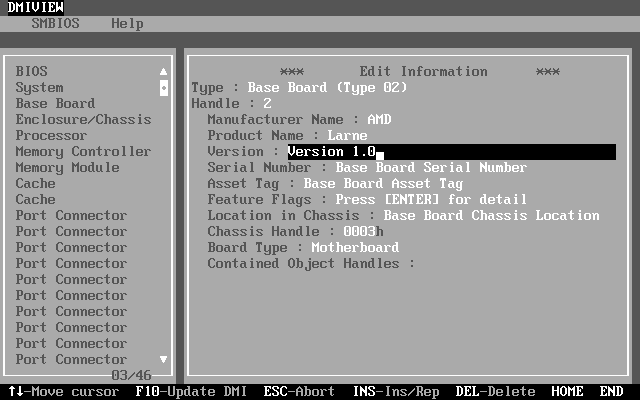 DMIVIEW
SMBIOS Help
BIOS
System
Base Board
Enclosure/Chassis
Processor
Memory Controller
Memory Module
Cache
Cache
Port Connector
Port Connector
Port Connector
Port Connector
Port Connector
Port Connector
Port Connector
Port Connector
Port Connector
Port Connector
03/46
*** Edit Information ***
Type : Base Board (Type 02)
Handle : 2
Manufacturer Name : AMD
Product Name : Larne
Version : Version 1.0
Serial Number : Base Board Serial Number
Asset Tag : Base Board Asset Tag
Feature Flags : Press [ENTER] for detail
Location in Chassis : Base Board Chassis Location
Chassis Handle : 0003h
Board Type : Motherboard
Contained Object Handles :
↑↓-Move cursor F10-Update DMI ESC-Abort INS-Ins/Rep DEL-Delete HOME END